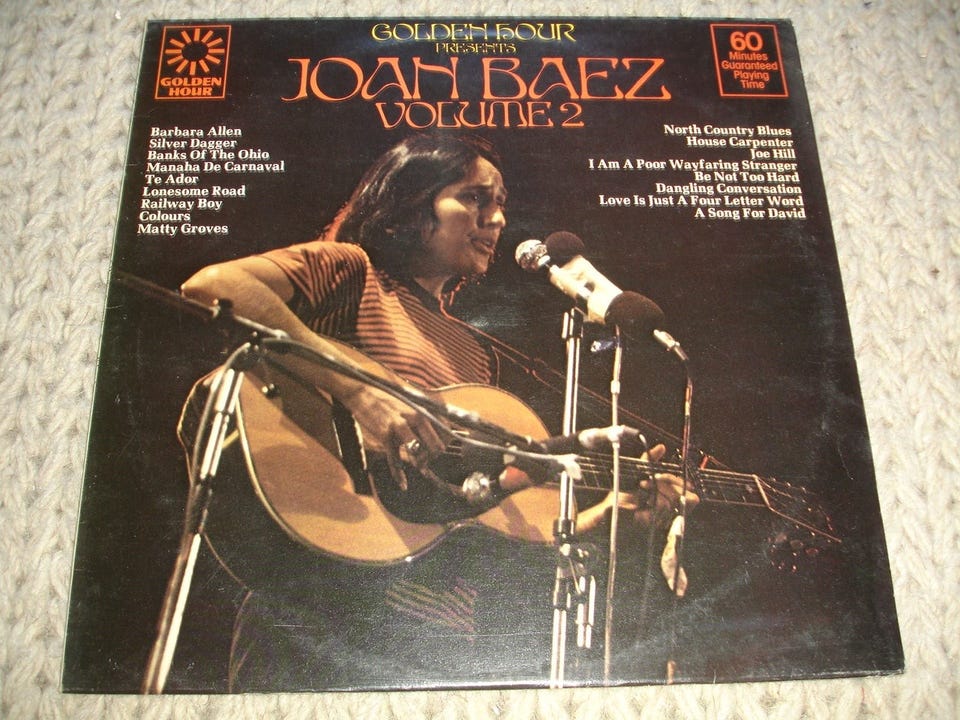 GOLDEN HOUR
PRESENTS
JOAN BAEZ
VOLUME 2
GOLDEN
HOUR
60
Minutes
Guaranteed
Playing
Time
Barbara Allen
Silver Dagger
Banks Of The Ohio
Manaha De Carnaval
Te Ador
Lonesome Road
Railway Boy
Colours
Matty Groves
North Country Blues
House Carpenter
Joe Hill
I Am A Poor Wayfaring Stranger
Be Not Too Hard
Dangling Conversation
Love Is Just A Four Letter Word
A Song For David